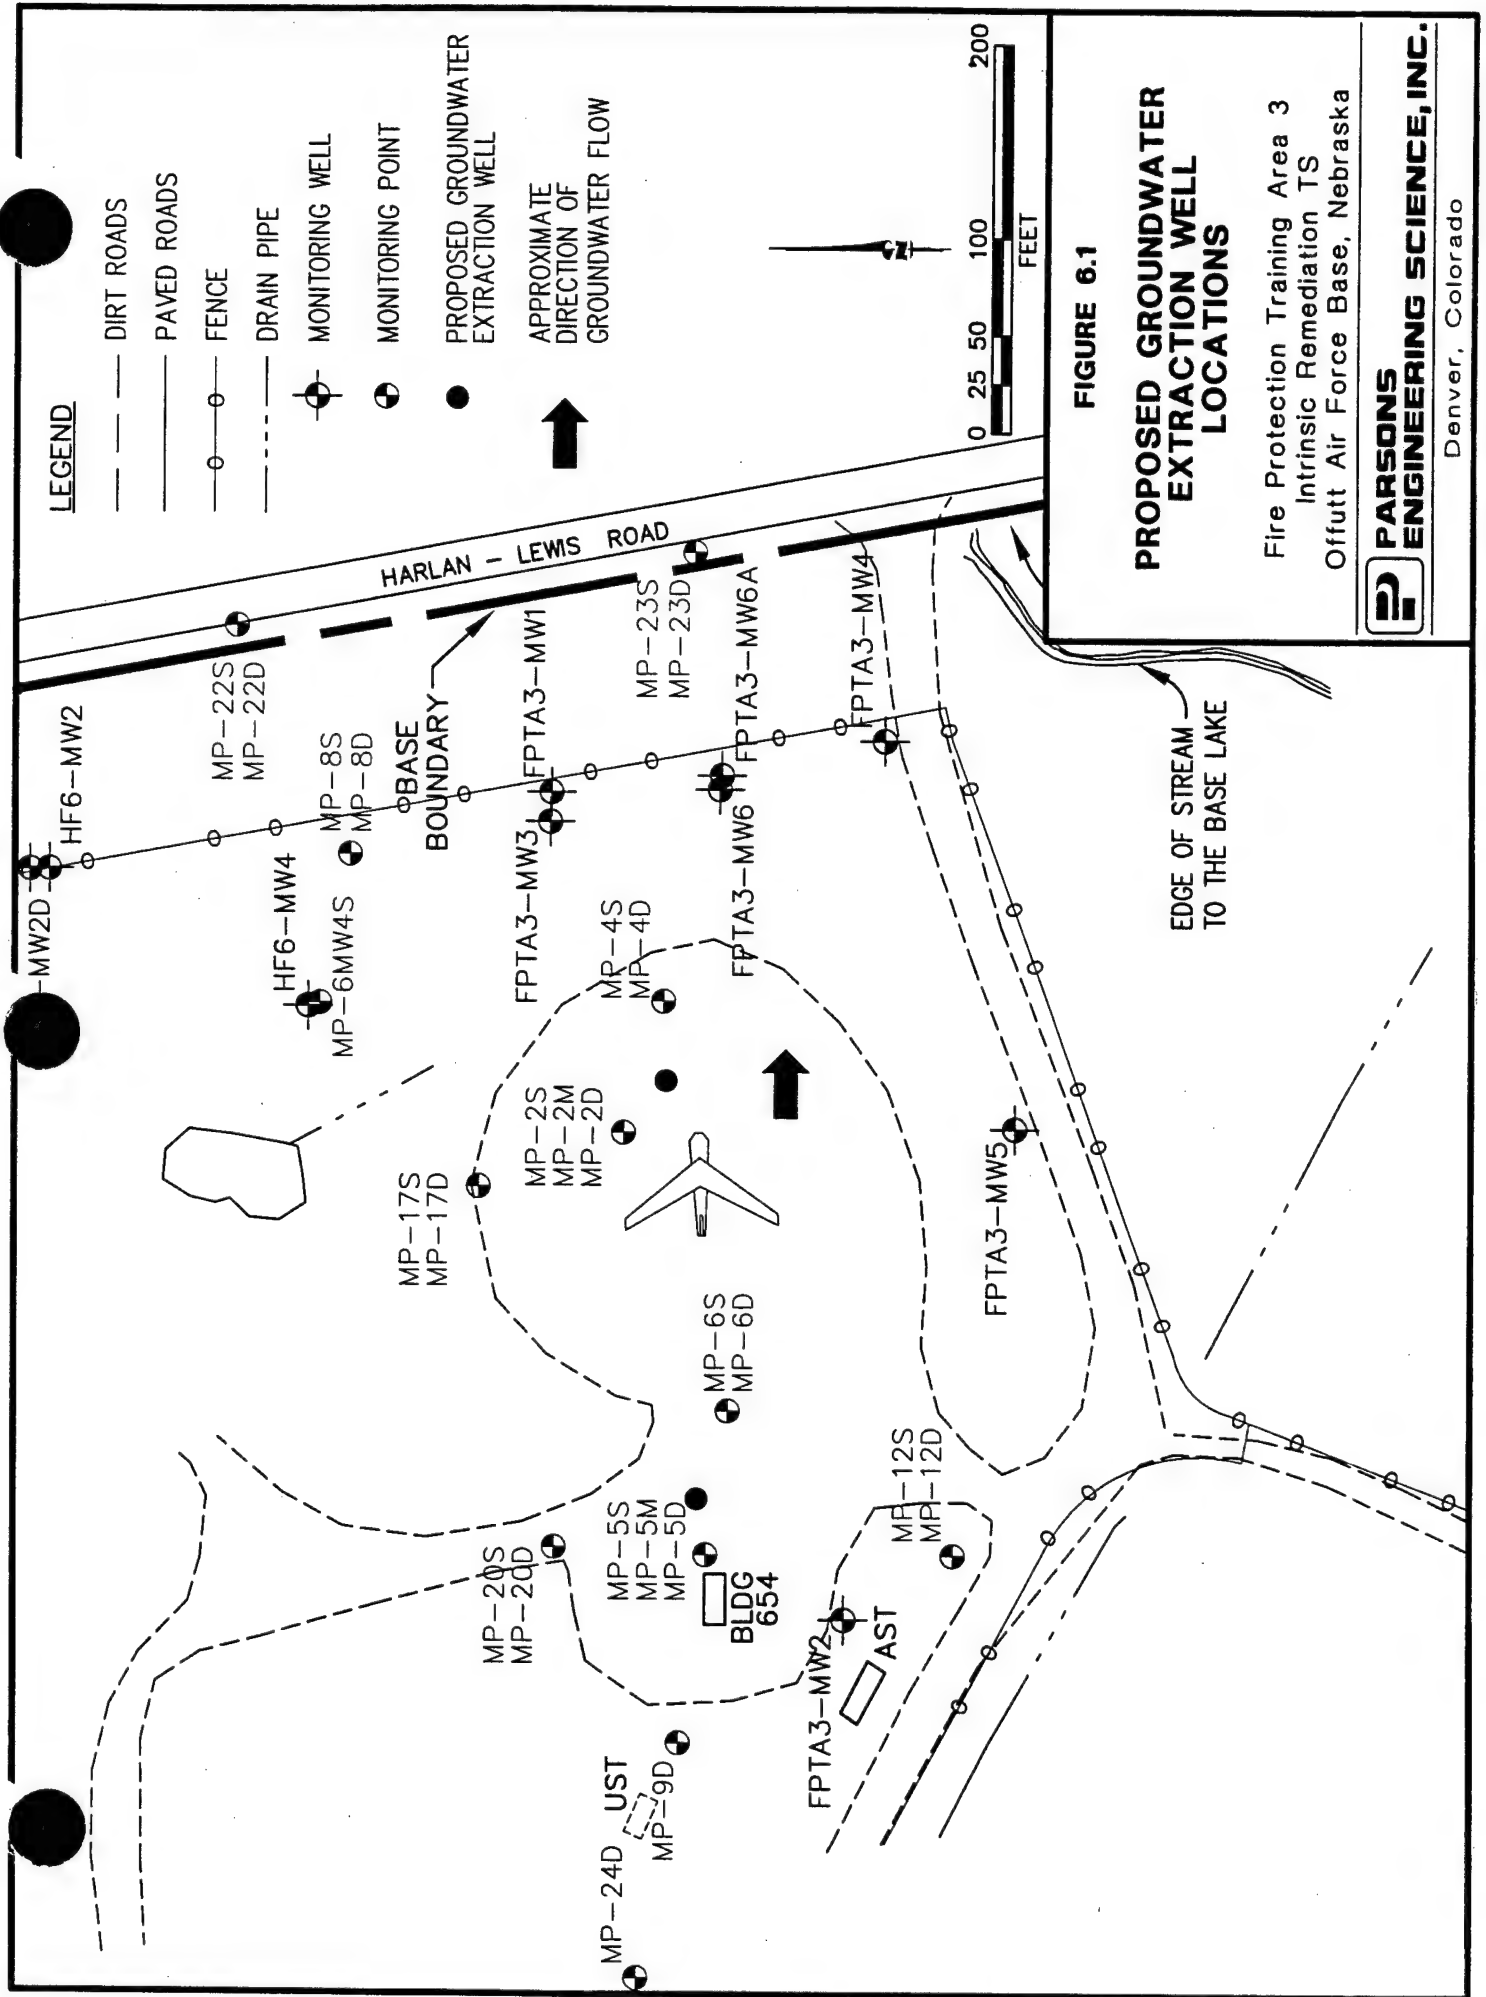 LEGEND
DIRT ROADS
PAVED ROADS
FENCE
DRAIN PIPE
MONITORING WELL
MONITORING POINT
PROPOSED GROUNDWATER
EXTRACTION WELL
APPROXIMATE
DIRECTION OF
GROUNDWATER FLOW
-MW2D
HF6-MW2
MP-22S
MP-22D
HARLAN - LEWIS ROAD
HF6-MW4
MP-6MW4S
MP-8S
MP-8D
BASE
BOUNDARY
FPTA3-MW1
FPTA3-MW3
MP-23S
MP-23D
FPTA3-MW6A
FPTA3-MW6
FPTA3-MW4
MP-4S
MP-4D
MP-2S
MP-2M
MP-2D
MP-17S
MP-17D
FPTA3-MW5
MP-6S
MP-6D
MP-12S
MP-12D
MP-5S
MP-5M
MP-5D
MP-20S
MP-20D
BLDG
654
FPTA3-MW2
AST
UST
MP-9D
MP-24D
EDGE OF STREAM
TO THE BASE LAKE
N
0 25 50 100 200
FEET
FIGURE 6.1
PROPOSED GROUNDWATER
EXTRACTION WELL
LOCATIONS
Fire Protection Training Area 3
Intrinsic Remediation TS
Offutt Air Force Base, Nebraska
PARSONS
ENGINEERING SCIENCE, INC.
Denver, Colorado